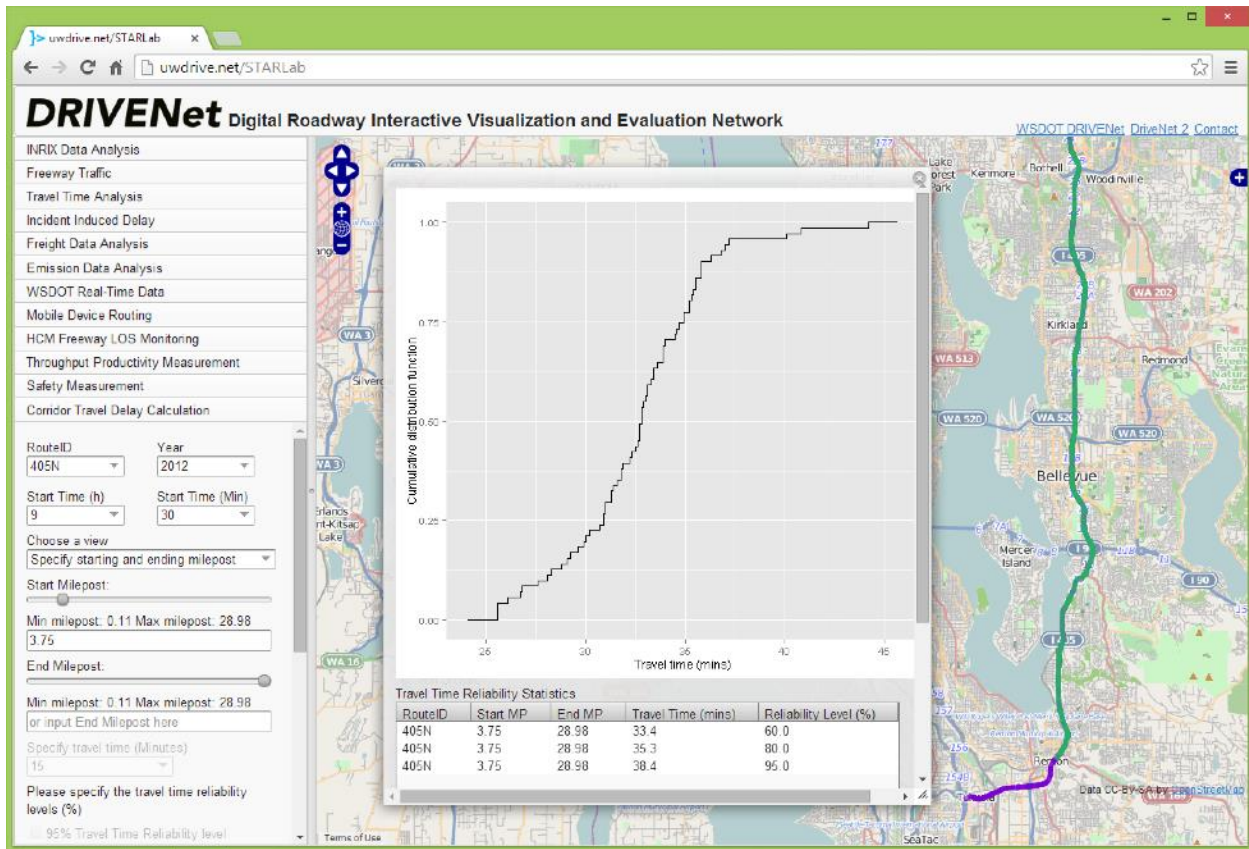 uwdrive.net/STARLab
uwdrive.net/STARLab
DRIVENet Digital Roadway Interactive Visualization and Evaluation Network
WSDOT DRIVENet DriveNet 2 Contact
INRIX Data Analysis
Freeway Traffic
Travel Time Analysis
Incident Induced Delay
Freight Data Analysis
Emission Data Analysis
WSDOT Real-Time Data
Mobile Device Routing
HCM Freeway LOS Monitoring
Throughput Productivity Measurement
Safety Measurement
Corridor Travel Delay Calculation
RouteID Year
405N 2012
Start Time (h) Start Time (Min)
9 30
Choose a view
Specify starting and ending milepost
Start Milepost:
Min milepost: 0.11 Max milepost: 28.98
3.75
End Milepost:
Min milepost: 0.11 Max milepost: 28.98
or input End Milepost here
Specify travel time (Minutes)
15
Please specify the travel time reliability
levels (%)
95% Travel Time Reliability level
1.00
0.75
0.50
0.25
0.00
Cumulative distribution function
25 30 35 40 45
Travel time (mins)
Travel Time Reliability Statistics
RouteID Start MP End MP Travel Time (mins) Reliability Level (%)
405N 3.75 28.98 33.4 60.0
405N 3.75 28.98 35.3 80.0
405N 3.75 28.98 38.4 95.0
Lake
Park
Kenmore
Bothell
Woodinville
I 405
WA 202
Kirkland
WA 513
Redmond
WA 3
WA 520
WA 520
WA 520
Bellevue
Mercer
Island
I 90
I 90
I 405
WA 16
Lake
Renton
SeaTac
Data CC-BY-SA by OpenStreetMap
Terms of Use